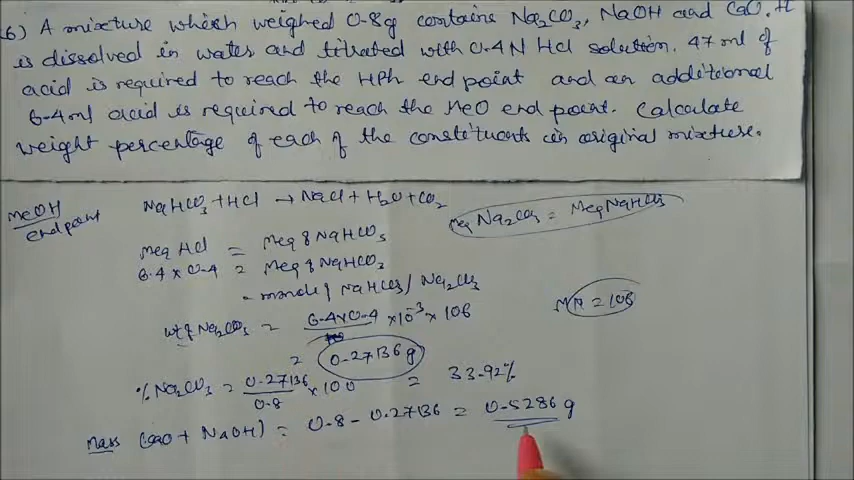 6) A mixture which weighed 0.8g contains Na2CO3, NaOH and CaO. It
is dissolved in water and titrated with 0.4 N HCl solution. 47 ml of
acid is required to reach the HPh end point and an additional
6.4 ml acid is required to reach the MeO end point. Calculate
weight percentage of each of the constituents in original mixture.
MeOH
end point
NaHCO3 + HCl → NaCl + H2O + CO2
Meq Na2CO3 = Meq NaHCO3
Meq HCl = Meq of NaHCO3
6.4 x 0.4 = Meq of NaHCO3
= mmole of NaHCO3 / Na2CO3
MM = 106
wt of Na2CO3 = 6.4x0.4 x10^-3 x 106
= 0.27136 g
% Na2CO3 = 0.27136 / 0.8 x 100 = 33.92%
Mass (CaO + NaOH) = 0.8 - 0.27136 = 0.5286 g